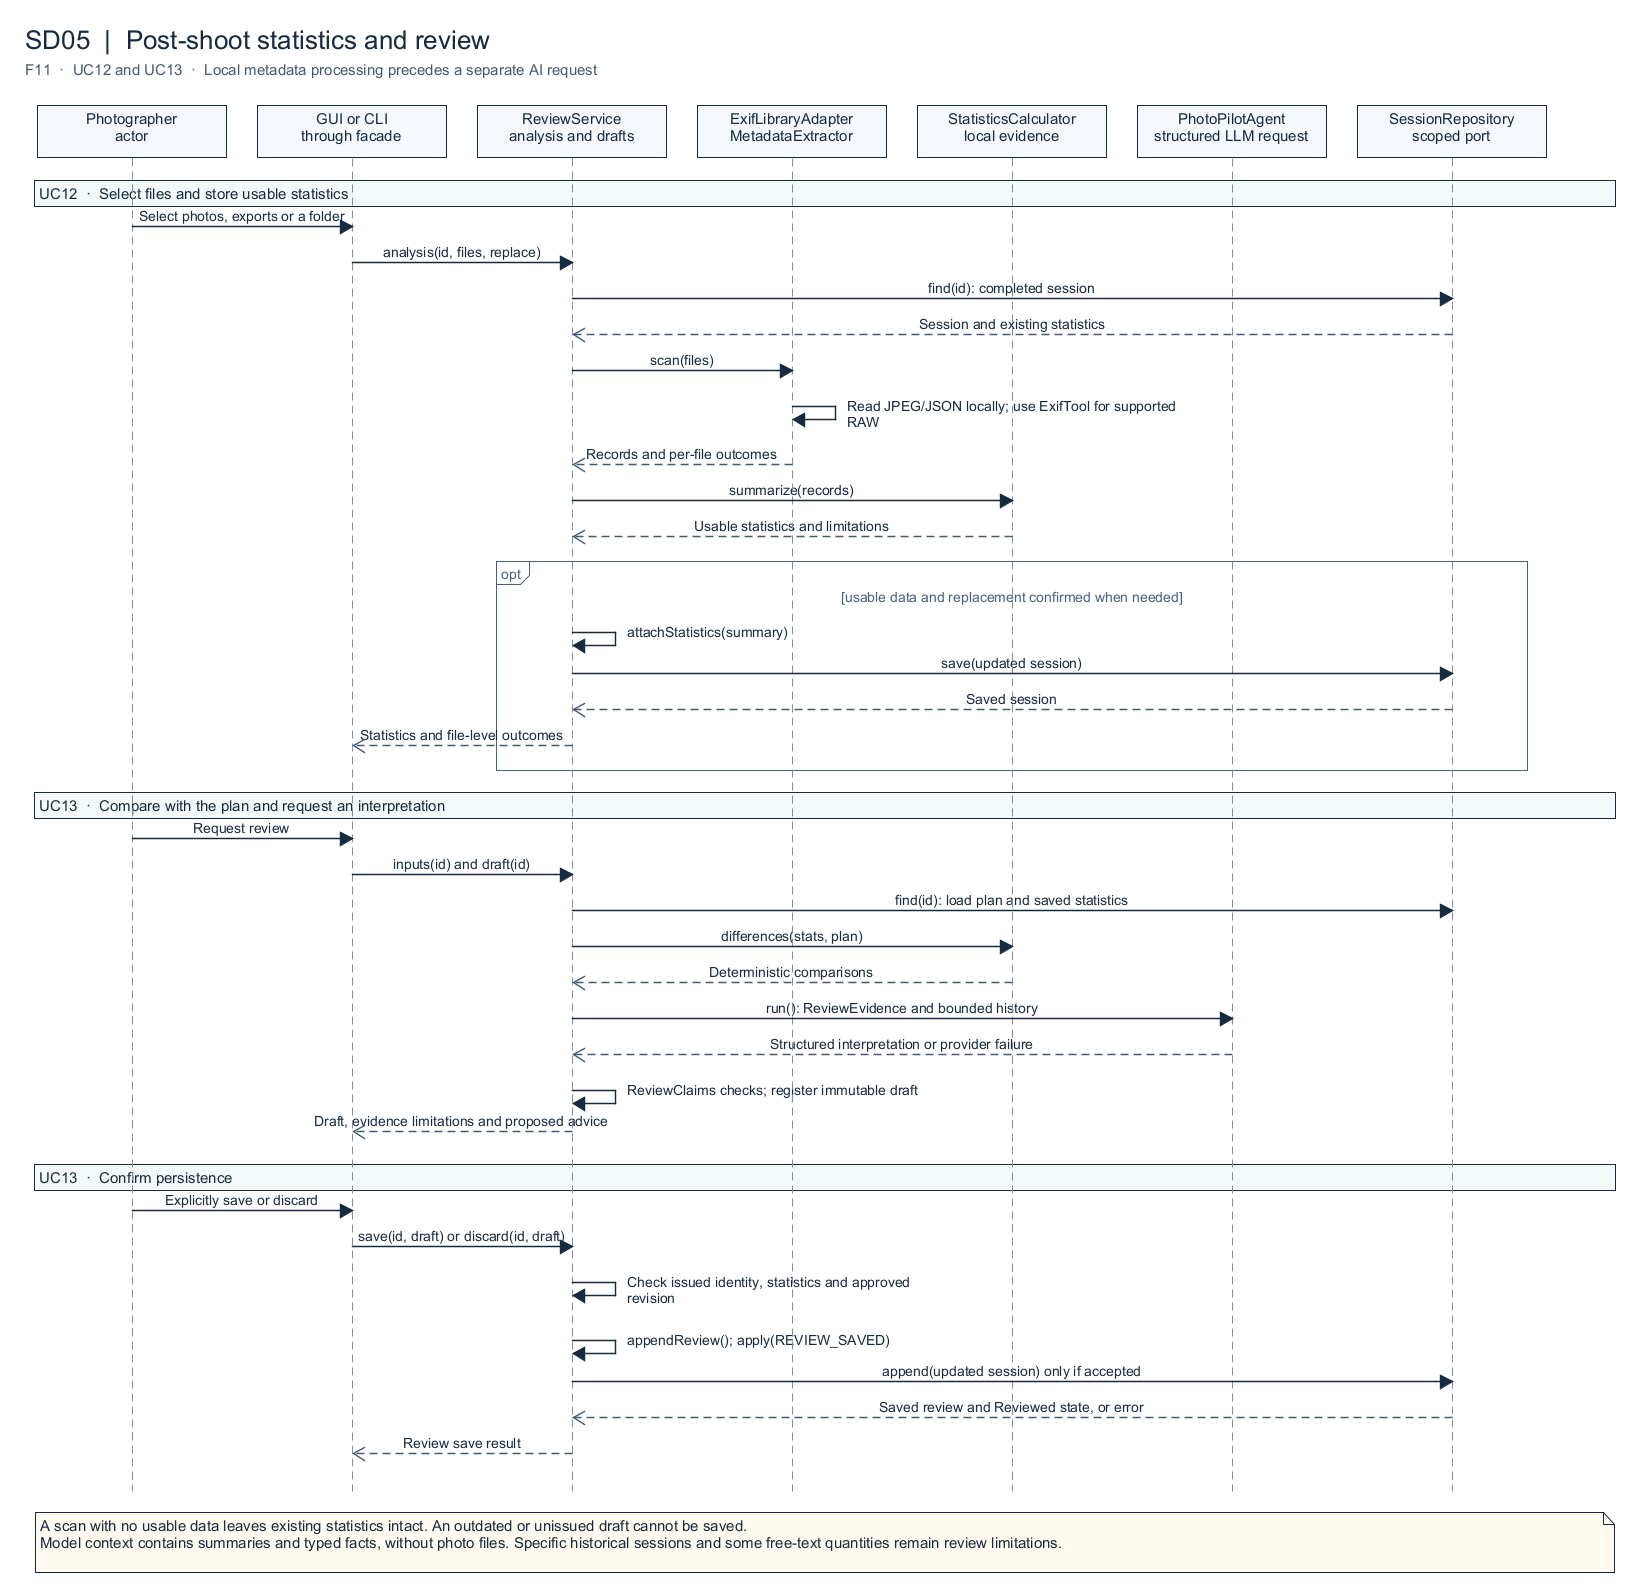 SD05 | Post-shoot statistics and review
F11 · UC12 and UC13 · Local metadata processing precedes a separate AI request
Photographer
actor
GUI or CLI
through facade
ReviewService
analysis and drafts
ExifLibraryAdapter
MetadataExtractor
StatisticsCalculator
local evidence
PhotoPilotAgent
structured LLM request
SessionRepository
scoped port
UC12 · Select files and store usable statistics
Select photos, exports or a folder
analysis(id, files, replace)
find(id): completed session
Session and existing statistics
scan(files)
Read JPEG/JSON locally; use ExifTool for supported
RAW
Records and per-file outcomes
summarize(records)
Usable statistics and limitations
opt
[usable data and replacement confirmed when needed]
attachStatistics(summary)
save(updated session)
Saved session
Statistics and file-level outcomes
UC13 · Compare with the plan and request an interpretation
Request review
inputs(id) and draft(id)
find(id): load plan and saved statistics
differences(stats, plan)
Deterministic comparisons
run(): ReviewEvidence and bounded history
Structured interpretation or provider failure
ReviewClaims checks; register immutable draft
Draft, evidence limitations and proposed advice
UC13 · Confirm persistence
Explicitly save or discard
save(id, draft) or discard(id, draft)
Check issued identity, statistics and approved
revision
appendReview(); apply(REVIEW_SAVED)
append(updated session) only if accepted
Saved review and Reviewed state, or error
Review save result
A scan with no usable data leaves existing statistics intact. An outdated or unissued draft cannot be saved.
Model context contains summaries and typed facts, without photo files. Specific historical sessions and some free-text quantities remain review limitations.